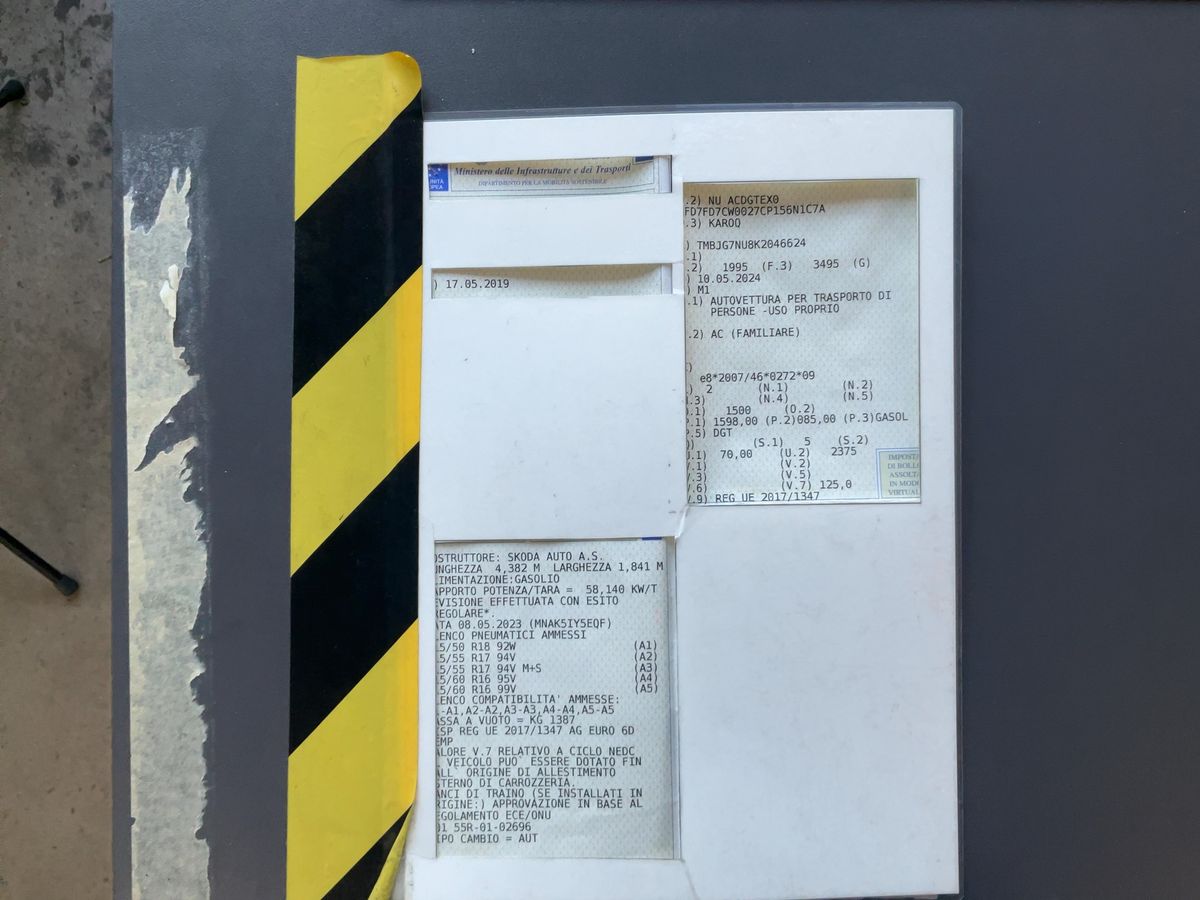 Ministero delle Infrastrutture e dei Trasporti
DIPARTIMENTO PER LA MOBILITÀ SOSTENIBILE
) 17.05.2019
.2) NU ACDGTEX0
FD7FD7CW0027CP156N1C7A
.3) KAROQ
) TMBJG7NU8K2046624
.1)
.2) 1995 (F.3) 3495 (G)
) 10.05.2024
) M1
.1) AUTOVETTURA PER TRASPORTO DI
PERSONE -USO PROPRIO
.2) AC (FAMILIARE)
)
e8*2007/46*0272*09
) 2 (N.1) (N.2)
.3) (N.4) (N.5)
.1) 1500 (O.2)
P.1) 1598,00 (P.2)085,00 (P.3)GASOL
P.5) DGT
) (S.1) 5 (S.2)
.1) 70,00 (U.2) 2375
.1) (V.2)
.3) (V.5)
.6) (V.7) 125,0
.9) REG UE 2017/1347
IMPOST
DI BOLL
ASSOLT
IN MOD
VIRTUAL
OSTRUTTORE: SKODA AUTO A.S.
UNGHEZZA 4,382 M LARGHEZZA 1,841 M
LIMENTAZIONE:GASOLIO
APPORTO POTENZA/TARA = 58,140 KW/T
EVISIONE EFFETTUATA CON ESITO
REGOLARE*.
ATA 08.05.2023 (MNAK5IY5EQF)
LENCO PNEUMATICI AMMESSI
5/50 R18 92W (A1)
5/55 R17 94V (A2)
5/55 R17 94V M+S (A3)
5/60 R16 95V (A4)
5/60 R16 99V (A5)
LENCO COMPATIBILITA' AMMESSE:
-A1,A2-A2,A3-A3,A4-A4,A5-A5
ASSA A VUOTO = KG 1387
ISP REG UE 2017/1347 AG EURO 6D
EMP
ALORE V.7 RELATIVO A CICLO NEDC
L VEICOLO PUO` ESSERE DOTATO FIN
ALL` ORIGINE DI ALLESTIMENTO
STERNO DI CARROZZERIA.
ANCI DI TRAINO (SE INSTALLATI IN
RIGINE:) APPROVAZIONE IN BASE AL
EGOLAMENTO ECE/ONU
01 55R-01-02696
IPO CAMBIO = AUT